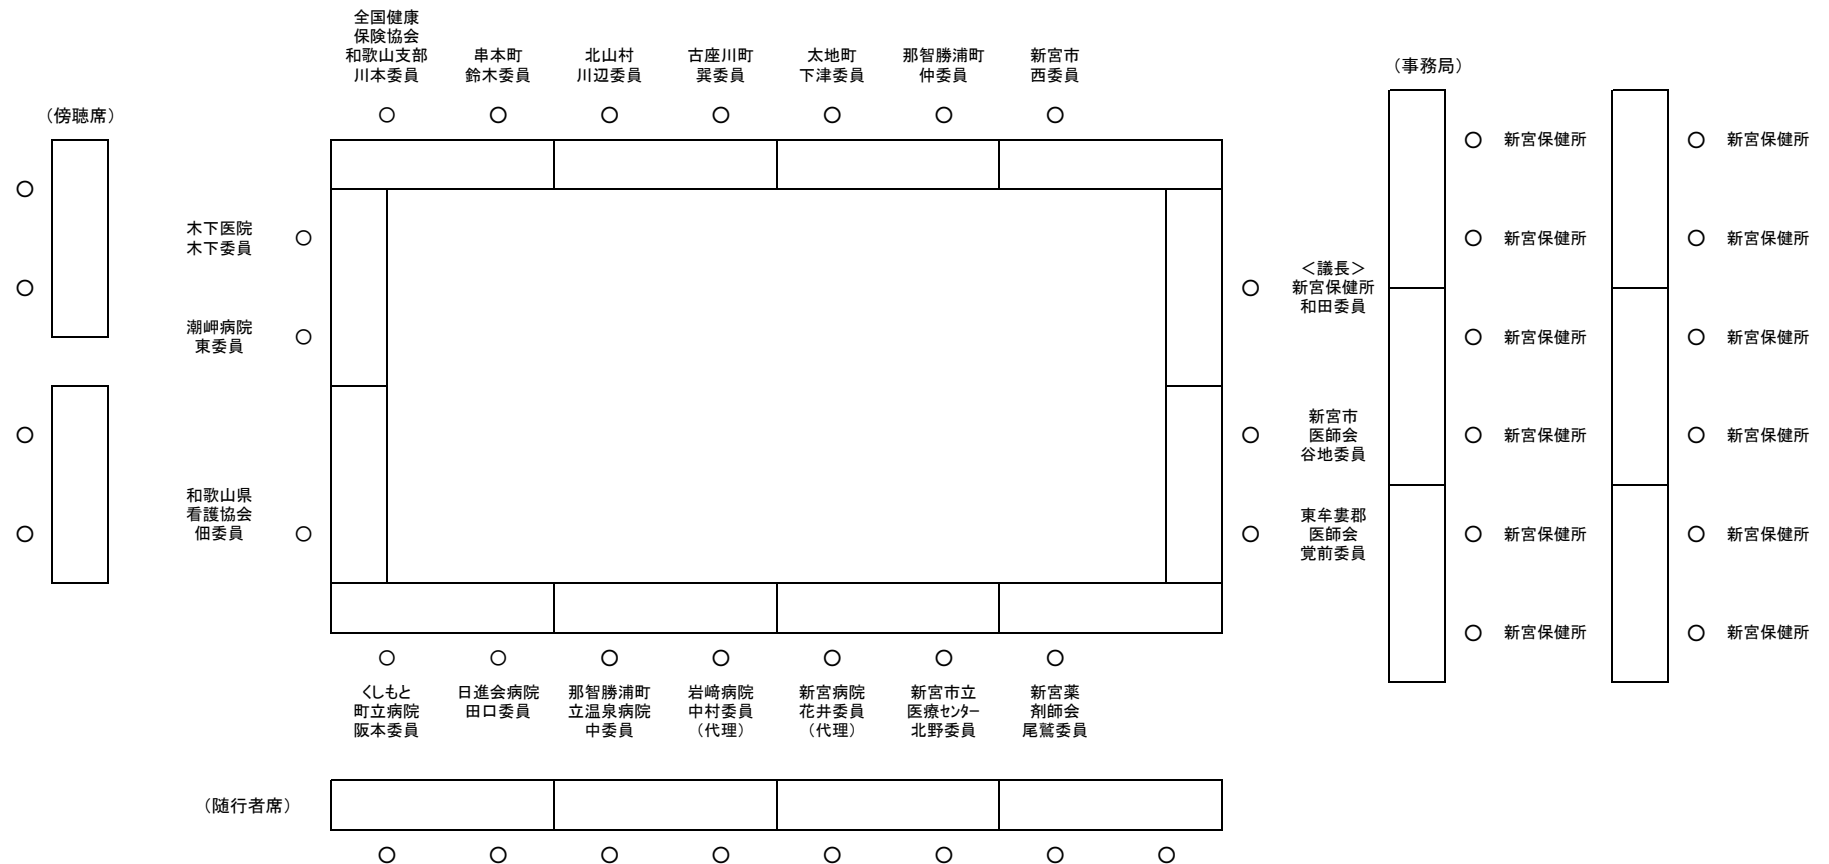 全国健康
保険協会
和歌山支部
川本委員
串本町
鈴木委員
北山村
川辺委員
古座川町
巽委員
太地町
下津委員
那智勝浦町
仲委員
新宮市
西委員
（事務局）
（傍聴席）
木下医院
木下委員
潮岬病院
東委員
和歌山県
看護協会
佃委員
＜議長＞
新宮保健所
和田委員
新宮市
医師会
谷地委員
東牟婁郡
医師会
覚前委員
新宮保健所
新宮保健所
新宮保健所
新宮保健所
新宮保健所
新宮保健所
新宮保健所
新宮保健所
新宮保健所
新宮保健所
新宮保健所
新宮保健所
くしもと
町立病院
阪本委員
日進会病院
田口委員
那智勝浦町
立温泉病院
中委員
岩﨑病院
中村委員
（代理）
新宮病院
花井委員
（代理）
新宮市立
医療ｾﾝﾀｰ
北野委員
新宮薬
剤師会
尾鷲委員
（随行者席）